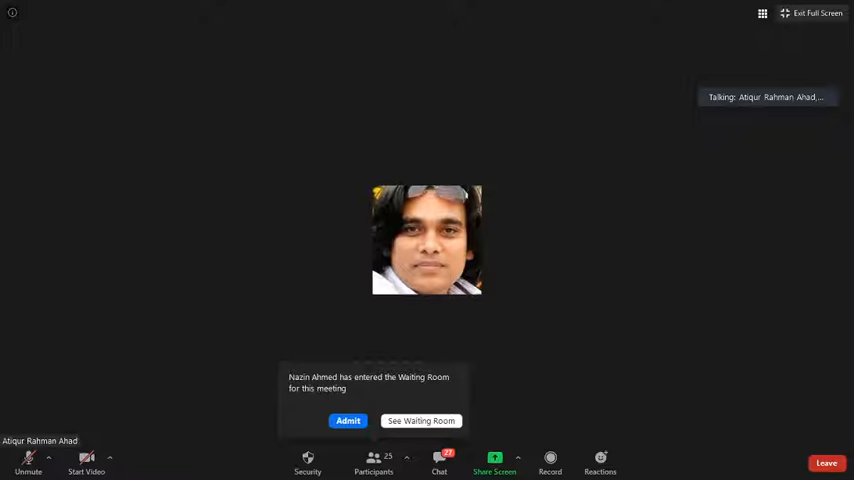 Exit Full Screen
Talking: Atiqur Rahman Ahad,...
Nazin Ahmed has entered the Waiting Room
for this meeting
Admit
See Waiting Room
Atiqur Rahman Ahad
25
27
Unmute
Start Video
Security
Participants
Chat
Share Screen
Record
Reactions
Leave